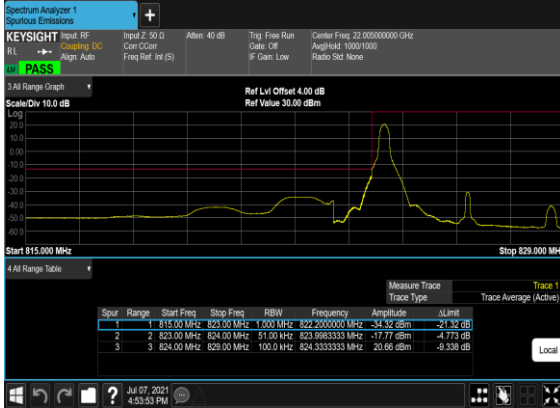 Spectrum Analyzer 1
Spurious Emissions
+
KEYSIGHT Input: RF Input Z: 50 Ω Atten: 40 dB Trig: Free Run Center Freq: 22.005000000 GHz
RL Coupling: DC Corr CCorr Gate: Off Avg|Hold: 1000/1000
Align: Auto Freq Ref: Int (S) IF Gain: Low Radio Std: None
PASS
3 All Range Graph
Ref Lvl Offset 4.00 dB
Scale/Div 10.0 dB Ref Value 30.00 dBm
Log
20.0
10.0
0.00
-10.0
-20.0
-30.0
-40.0
-50.0
-60.0
Start 815.000 MHz Stop 829.000 MH
4 All Range Table
Measure Trace Trace 1
Trace Type Trace Average (Active)
Spur Range Start Freq Stop Freq RBW Frequency Amplitude ΔLimit
1 1 815.00 MHz 823.00 MHz 1.000 MHz 822.2000000 MHz -34.32 dBm -21.32 dB
2 2 823.00 MHz 824.00 MHz 51.00 kHz 823.9983333 MHz -17.77 dBm -4.773 dB
3 3 824.00 MHz 829.00 MHz 100.0 kHz 824.3333333 MHz 20.66 dBm -9.338 dB
Local
? Jul 07, 2021
4:53:53 PM